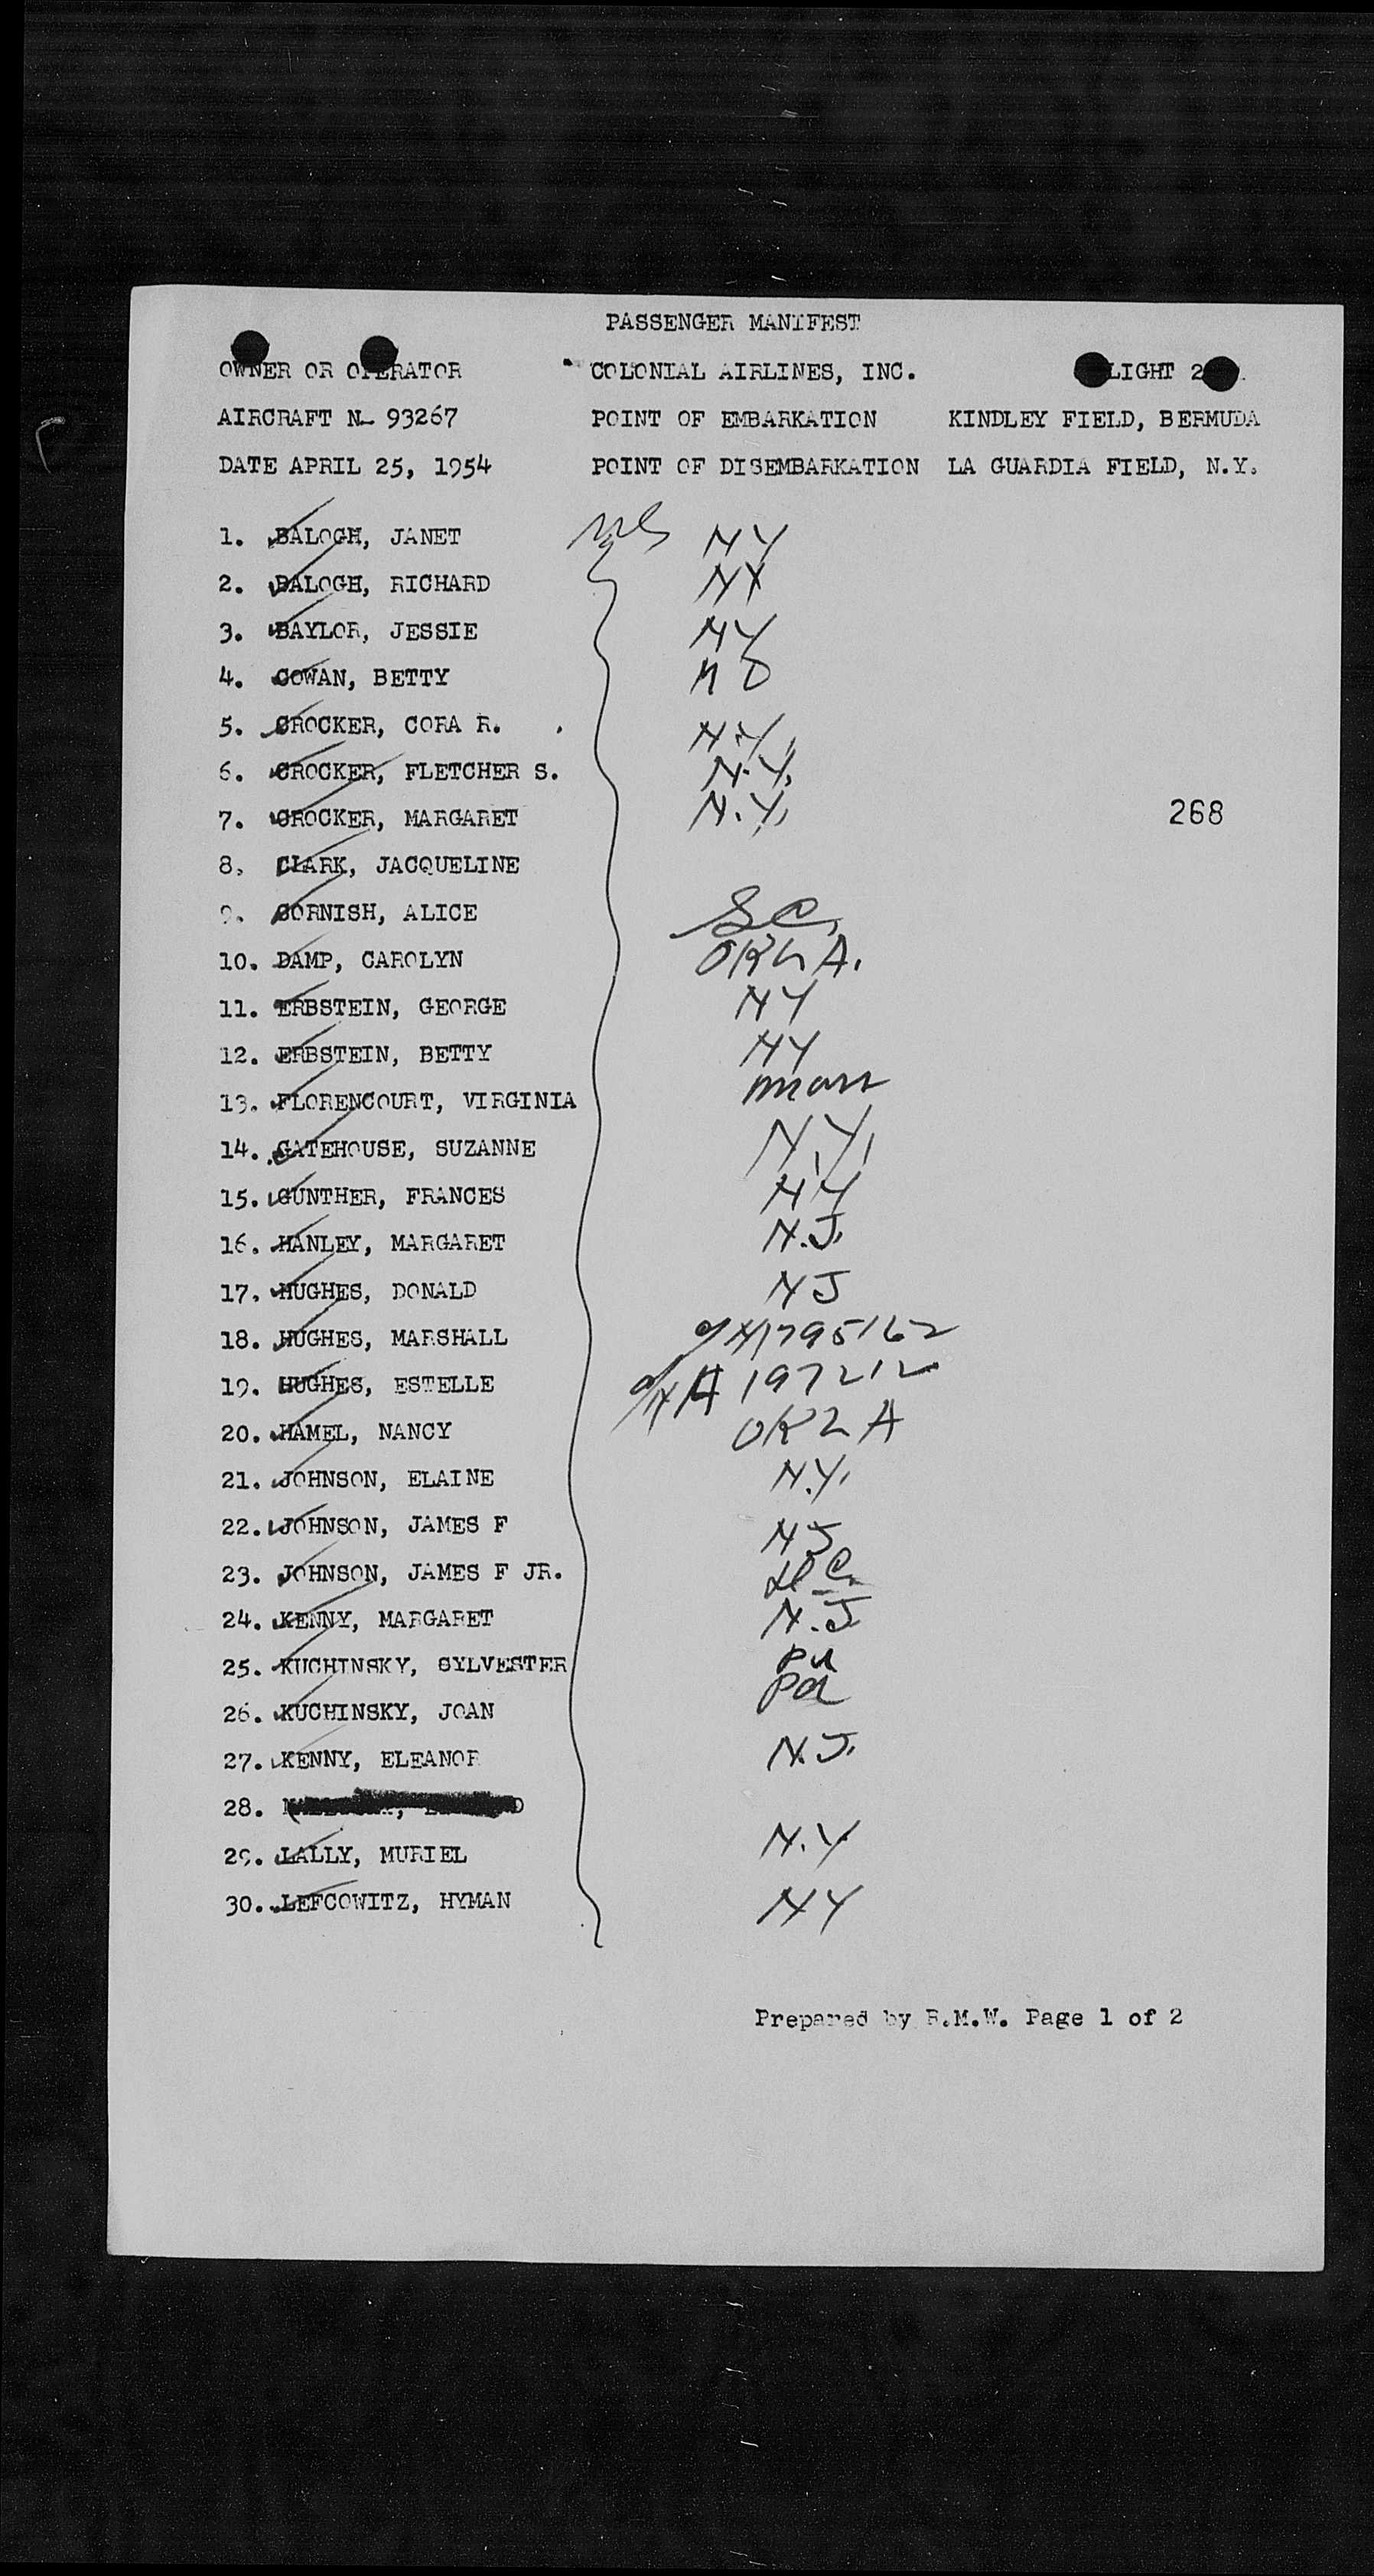 PASSENGER MANIFEST
OWNER OR OPERATOR COLONIAL AIRLINES, INC. FLIGHT
AIRCRAFT N- 93267 POINT OF EMBARKATION KINDLEY FIELD, BERMUDA
DATE APRIL 25, 1954 POINT OF DISEMBARKATION LA GUARDIA FIELD, N.Y.
1. BALOGH, JANET US NY
2. BALOGH, RICHARD NY
3. BAYLOR, JESSIE NY
4. COWAN, BETTY MO
5. CROCKER, CORA R. N.Y.
6. CROCKER, FLETCHER S. N.Y.
7. CROCKER, MARGARET N.Y. 268
8. CLARK, JACQUELINE
9. CORNISH, ALICE S.C.
10. DAMP, CAROLYN OKLA.
11. ERBSTEIN, GEORGE NY
12. ERBSTEIN, BETTY NY
13. FLORENCOURT, VIRGINIA mass
14. GATEHOUSE, SUZANNE N.Y.
15. GUNTHER, FRANCES NY
16. HANLEY, MARGARET N.J.
17. HUGHES, DONALD NJ
18. HUGHES, MARSHALL 1795162
19. HUGHES, ESTELLE 197212
20. HAMEL, NANCY OKLA
21. JOHNSON, ELAINE N.Y.
22. JOHNSON, JAMES F NJ
23. JOHNSON, JAMES F JR. D.C.
24. KENNY, MARGARET N.J
25. KUCHINSKY, SYLVESTER Pa
26. KUCHINSKY, JOAN Pa
27. KENNY, ELEANOR N.J.
28.
29. LALLY, MURIEL N.Y
30. LEFCOWITZ, HYMAN NY
Prepared by R.M.W. Page 1 of 2